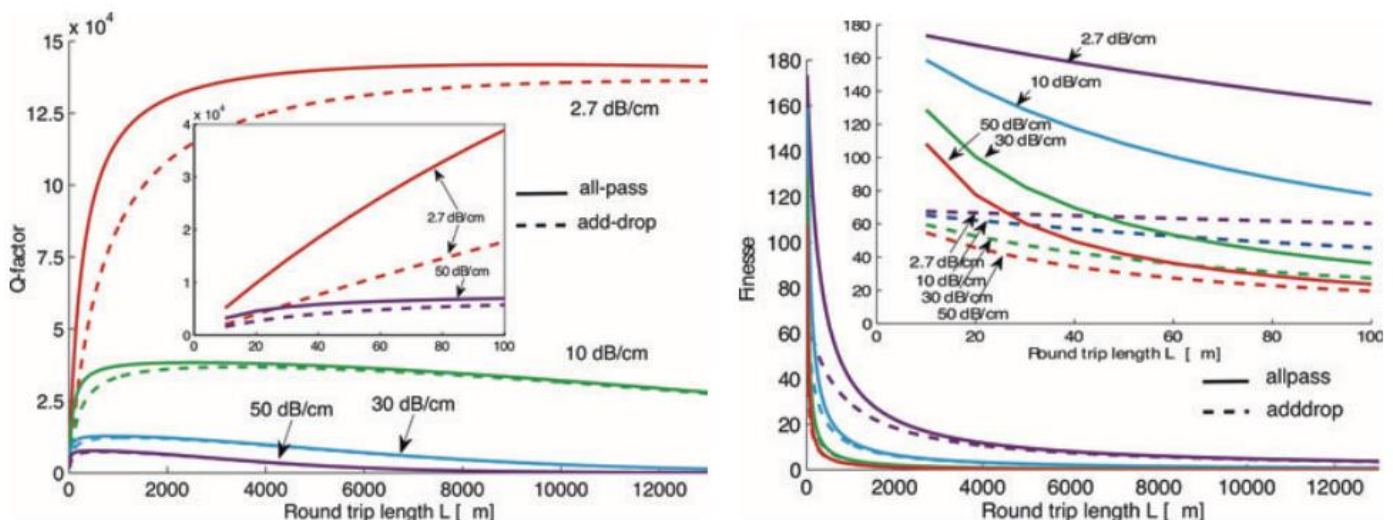 x 10⁴
15
12.5
10
7.5
5
2.5
0
Q-factor
0
2000
4000
6000
8000
10000
12000
Round trip length L [ m]
2.7 dB/cm
10 dB/cm
50 dB/cm
30 dB/cm
all-pass
add-drop
x 10⁴
4
3
2
1
0
20
40
60
80
100
2.7 dB/cm
50 dB/cm
180
160
140
120
100
80
60
40
20
0
Finesse
0
2000
4000
6000
8000
10000
12000
Round trip length L [ m]
allpass
adddrop
180
160
140
120
100
80
60
40
20
0
0
20
40
60
80
100
Round trip length L [ m]
2.7 dB/cm
10 dB/cm
50 dB/cm
30 dB/cm
2.7 dB/cm
10 dB/cm
30 dB/cm
50 dB/cm